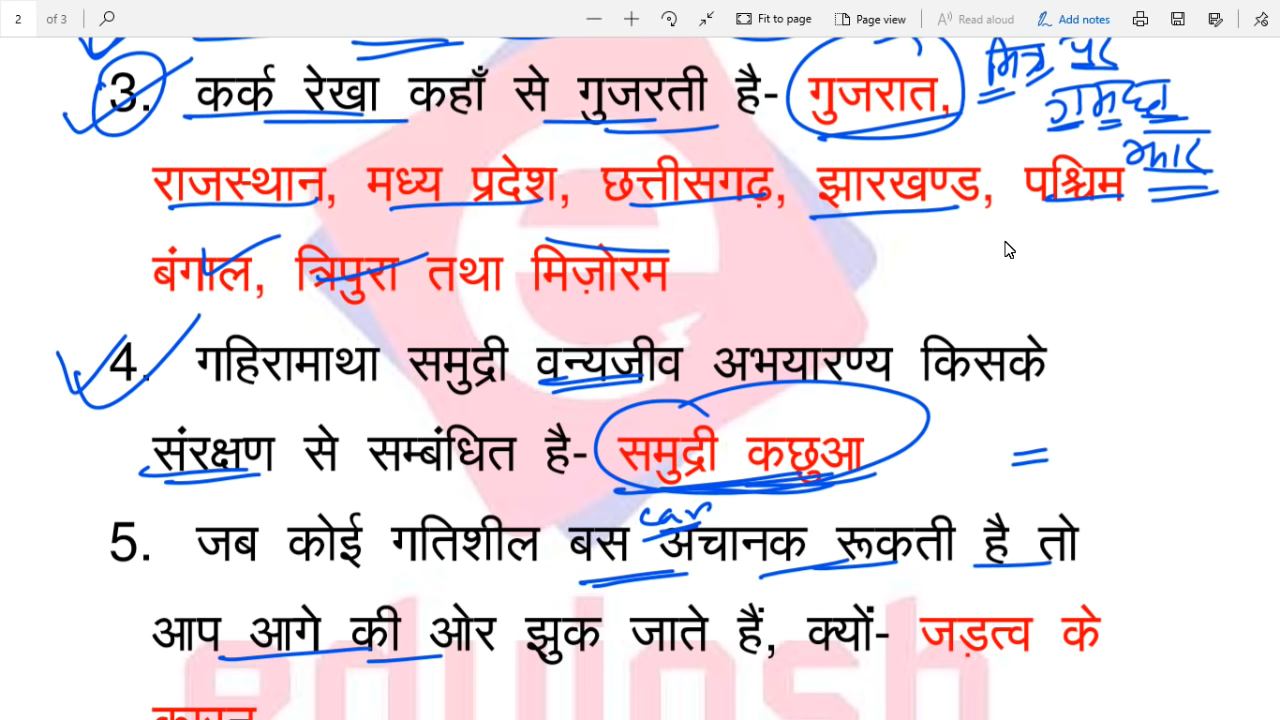 2 of 3 Fit to page Page view Read aloud Add notes
मित्र पर
3. कर्क रेखा कहाँ से गुजरती है- गुजरात,
गमछा
झार
राजस्थान, मध्य प्रदेश, छत्तीसगढ़, झारखण्ड, पश्चिम
बंगाल, त्रिपुरा तथा मिज़ोरम
4. गहिरामाथा समुद्री वन्यजीव अभयारण्य किसके
संरक्षण से सम्बंधित है- समुद्री कछुआ
car
5. जब कोई गतिशील बस अचानक रूकती है तो
आप आगे की ओर झुक जाते हैं, क्यों- जड़त्व के